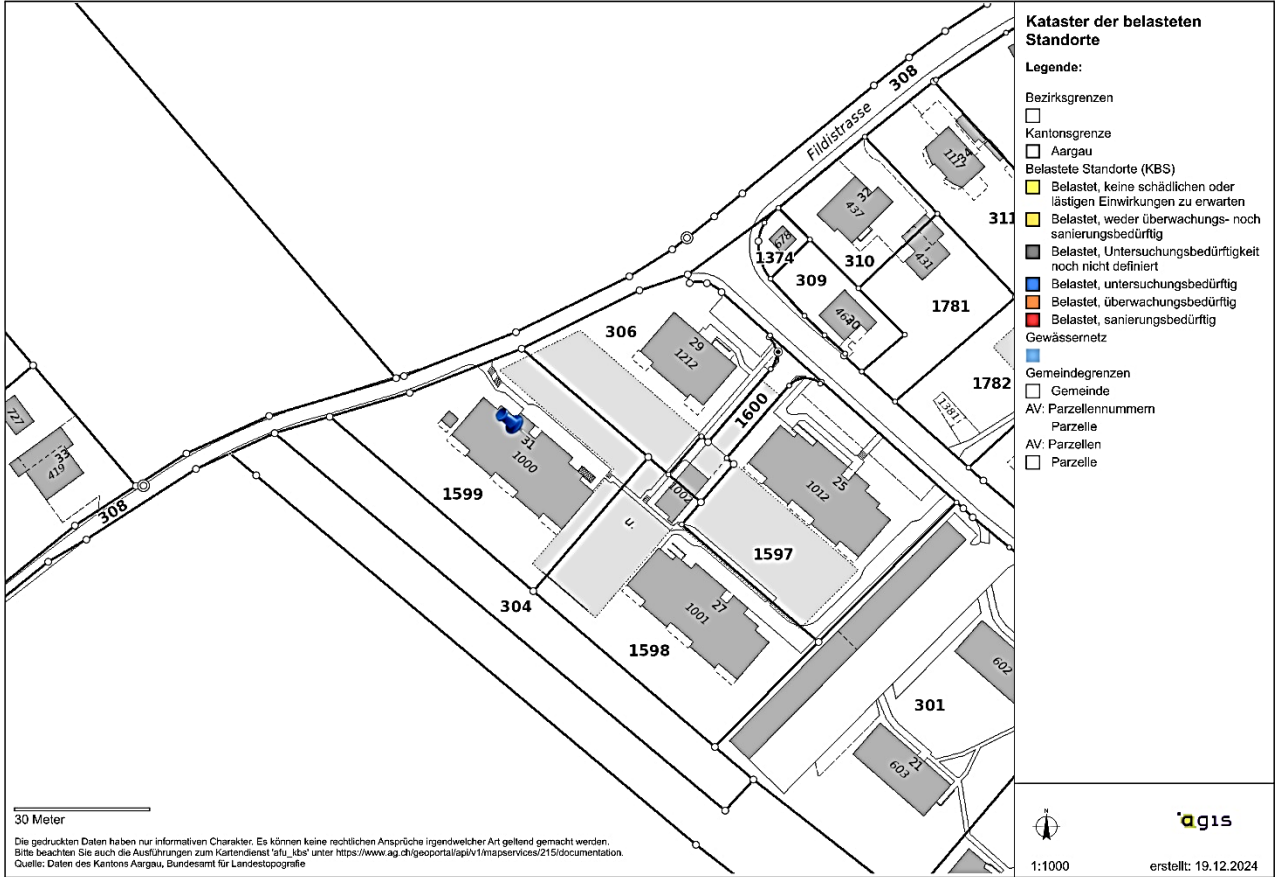 308
Fildistrasse
34
1117
311
32
437
678
1374
310
431
309
1781
306
29
1212
1782
1381
727
33
419
308
31
1000
1600
1599
1002
25
1012
u.
1597
304
27
1001
1598
602
301
21
603
30 Meter
Die gedruckten Daten haben nur informativen Charakter. Es können keine rechtlichen Ansprüche irgendwelcher Art geltend gemacht werden.
Bitte beachten Sie auch die Ausführungen zum Kartendienst 'afu_kbs' unter https://www.ag.ch/geoportal/api/v1/mapservices/215/documentation.
Quelle: Daten des Kantons Aargau, Bundesamt für Landestopografie
Kataster der belasteten
Standorte
Legende:
Bezirksgrenzen
Kantonsgrenze
Aargau
Belastete Standorte (KBS)
Belastet, keine schädlichen oder
lästigen Einwirkungen zu erwarten
Belastet, weder überwachungs- noch
sanierungsbedürftig
Belastet, Untersuchungsbedürftigkeit
noch nicht definiert
Belastet, untersuchungsbedürftig
Belastet, überwachungsbedürftig
Belastet, sanierungsbedürftig
Gewässernetz
Gemeindegrenzen
Gemeinde
AV: Parzellennummern
Parzelle
AV: Parzellen
Parzelle
N
agis
1:1000
erstellt: 19.12.2024